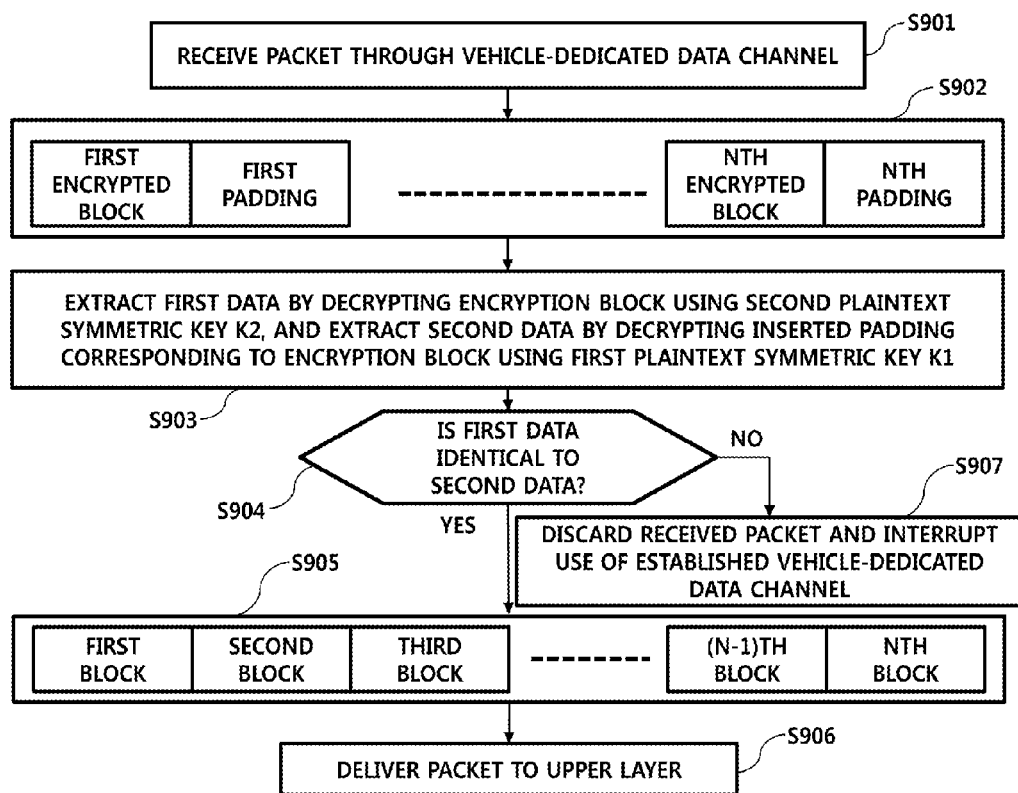 S901
RECEIVE PACKET THROUGH VEHICLE-DEDICATED DATA CHANNEL
S902
FIRST
ENCRYPTED
BLOCK
FIRST
PADDING
NTH
ENCRYPTED
BLOCK
NTH
PADDING
EXTRACT FIRST DATA BY DECRYPTING ENCRYPTION BLOCK USING SECOND PLAINTEXT
SYMMETRIC KEY K2, AND EXTRACT SECOND DATA BY DECRYPTING INSERTED PADDING
CORRESPONDING TO ENCRYPTION BLOCK USING FIRST PLAINTEXT SYMMETRIC KEY K1
S903
IS FIRST DATA
IDENTICAL TO
SECOND DATA?
S904
NO
YES
S907
DISCARD RECEIVED PACKET AND INTERRUPT
USE OF ESTABLISHED VEHICLE-DEDICATED
DATA CHANNEL
S905
FIRST
BLOCK
SECOND
BLOCK
THIRD
BLOCK
(N-1)TH
BLOCK
NTH
BLOCK
S906
DELIVER PACKET TO UPPER LAYER